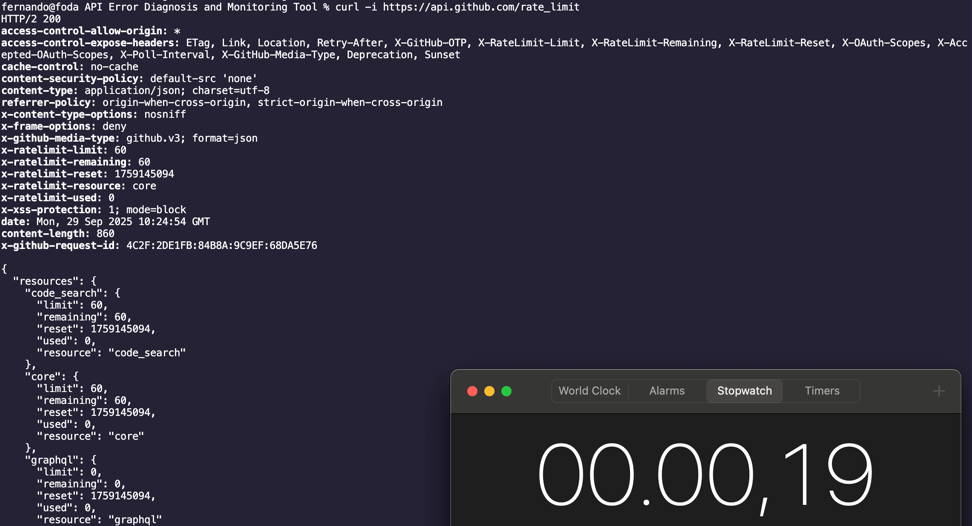 fernando@foda API Error Diagnosis and Monitoring Tool % curl -i https://api.github.com/rate_limit
HTTP/2 200
access-control-allow-origin: *
access-control-expose-headers: ETag, Link, Location, Retry-After, X-GitHub-OTP, X-RateLimit-Limit, X-RateLimit-Remaining, X-RateLimit-Reset, X-OAuth-Scopes, X-Acc
epted-OAuth-Scopes, X-Poll-Interval, X-GitHub-Media-Type, Deprecation, Sunset
cache-control: no-cache
content-security-policy: default-src 'none'
content-type: application/json; charset=utf-8
referrer-policy: origin-when-cross-origin, strict-origin-when-cross-origin
x-content-type-options: nosniff
x-frame-options: deny
x-github-media-type: github.v3; format=json
x-ratelimit-limit: 60
x-ratelimit-remaining: 60
x-ratelimit-reset: 1759145094
x-ratelimit-resource: core
x-ratelimit-used: 0
x-xss-protection: 1; mode=block
date: Mon, 29 Sep 2025 10:24:54 GMT
content-length: 860
x-github-request-id: 4C2F:2DE1FB:84B8A:9C9EF:68DA5E76
{
"resources": {
"code_search": {
"limit": 60,
"remaining": 60,
"reset": 1759145094,
"used": 0,
"resource": "code_search"
},
"core": {
"limit": 60,
"remaining": 60,
"reset": 1759145094,
"used": 0,
"resource": "core"
},
"graphql": {
"limit": 0,
"remaining": 0,
"reset": 1759145094,
"used": 0,
"resource": "graphql"
World Clock Alarms Stopwatch Timers +
00.00,19